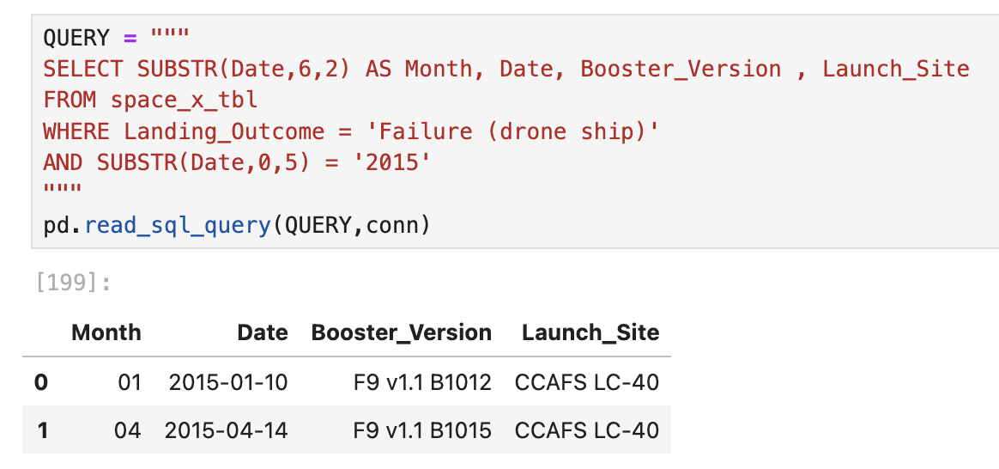 QUERY = """
SELECT SUBSTR(Date,6,2) AS Month, Date, Booster_Version , Launch_Site
FROM space_x_tbl
WHERE Landing_Outcome = 'Failure (drone ship)'
AND SUBSTR(Date,0,5) = '2015'
"""
pd.read_sql_query(QUERY,conn)
[199]:
Month Date Booster_Version Launch_Site
0 01 2015-01-10 F9 v1.1 B1012 CCAFS LC-40
1 04 2015-04-14 F9 v1.1 B1015 CCAFS LC-40